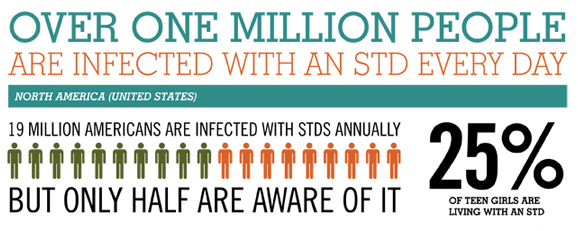 OVER ONE MILLION PEOPLE
ARE INFECTED WITH AN STD EVERY DAY
NORTH AMERICA (UNITED STATES)
19 MILLION AMERICANS ARE INFECTED WITH STDS ANNUALLY
BUT ONLY HALF ARE AWARE OF IT
25%
OF TEEN GIRLS ARE
LIVING WITH AN STD